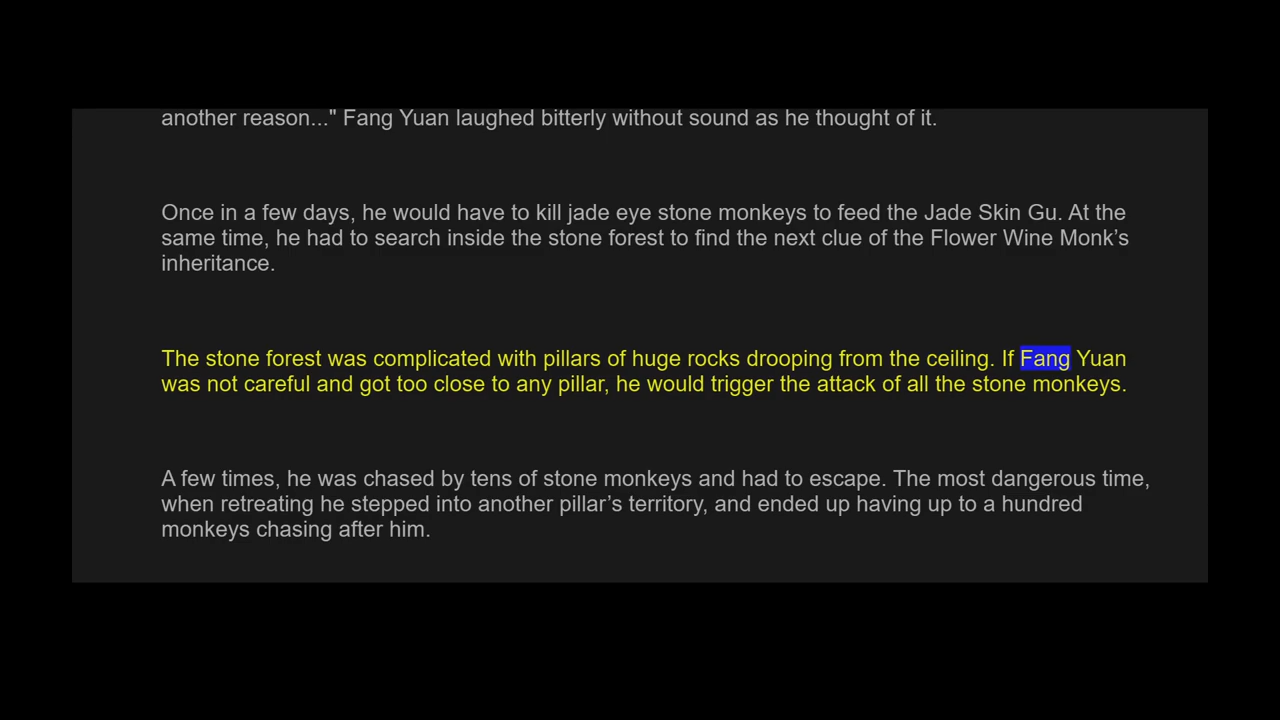 another reason..." Fang Yuan laughed bitterly without sound as he thought of it.
Once in a few days, he would have to kill jade eye stone monkeys to feed the Jade Skin Gu. At the
same time, he had to search inside the stone forest to find the next clue of the Flower Wine Monk’s
inheritance.
The stone forest was complicated with pillars of huge rocks drooping from the ceiling. If Fang Yuan
was not careful and got too close to any pillar, he would trigger the attack of all the stone monkeys.
A few times, he was chased by tens of stone monkeys and had to escape. The most dangerous time,
when retreating he stepped into another pillar’s territory, and ended up having up to a hundred
monkeys chasing after him.